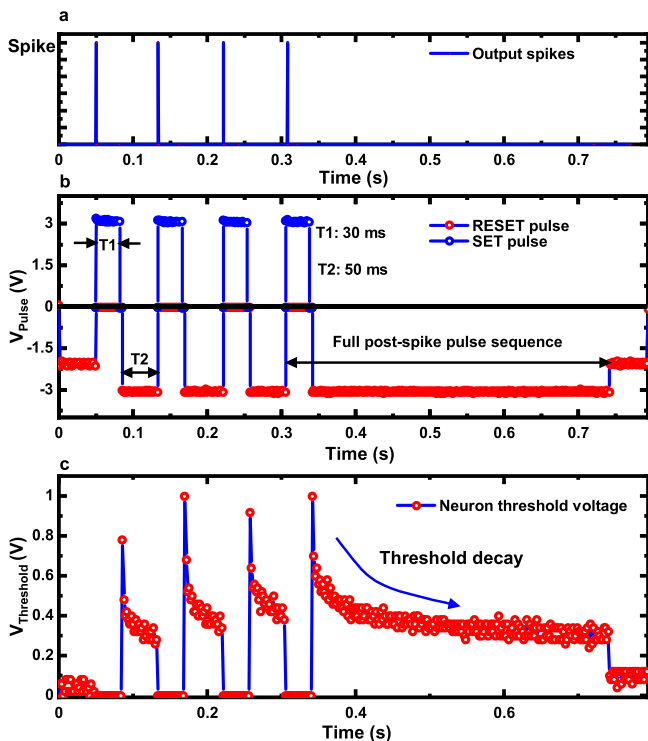 a
Spike
Output spikes
0 0.1 0.2 0.3 0.4 0.5 0.6 0.7
Time (s)
b
3
1.5
0
-1.5
-3
V_Pulse (V)
T1
T2
RESET pulse
SET pulse
T1: 30 ms
T2: 50 ms
Full post-spike pulse sequence
0 0.1 0.2 0.3 0.4 0.5 0.6 0.7
Time (s)
c
1
0.8
0.6
0.4
0.2
0
V_Threshold (V)
Neuron threshold voltage
Threshold decay
0 0.2 0.4 0.6
Time (s)